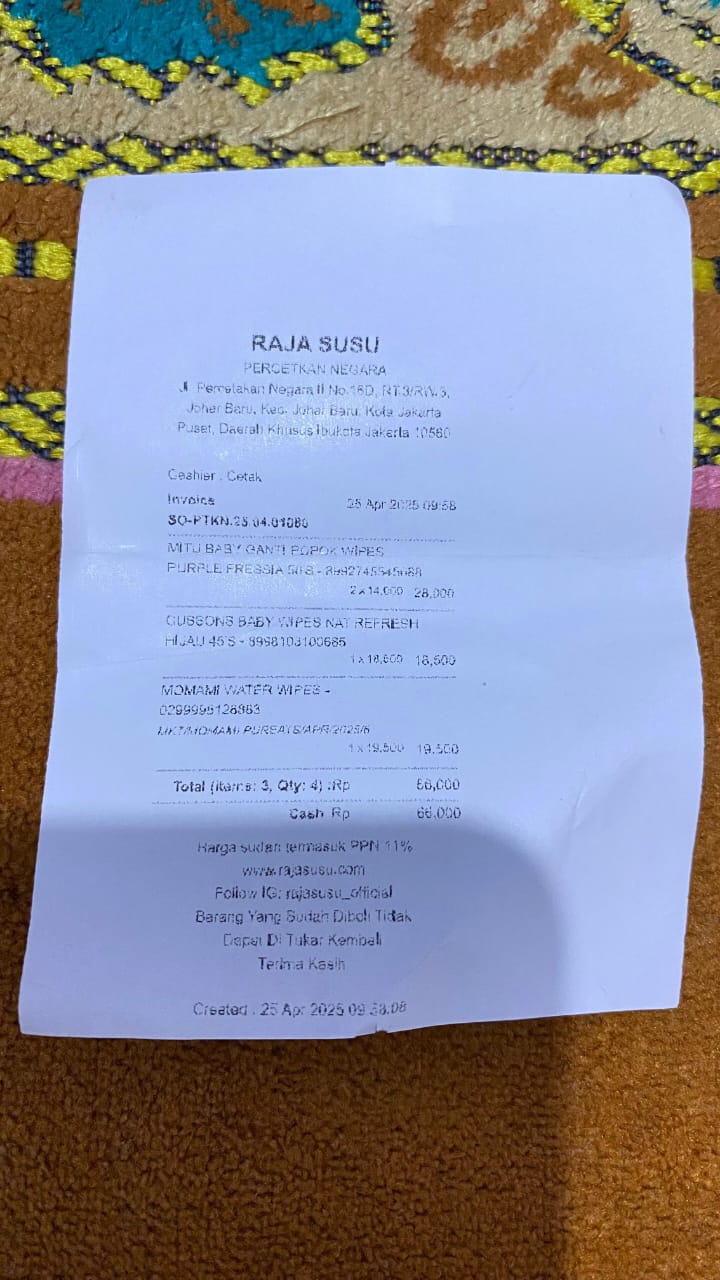 RAJA SUSU
PERCETKAN NEGARA
Jl. Percetakan Negara II No.16D, RT.3/RW.3,
Johar Baru, Kec. Johar Baru, Kota Jakarta
Pusat, Daerah Khusus Ibukota Jakarta 10560
Cashier : Cetak
Invoice 25 Apr 2025 09:58
SO-PTKN.25.04.01080
MITU BABY GANTI POPOK WIPES
PURPLE FRESSIA 50'S -
2 x 14,000 28,000
CUSSONS BABY WIPES NAT REFRESH
HIJAU 45'S - 8998103100685
1 x 18,500 18,500
MOMAMI WATER WIPES -
0299995128883
1 x 19,500 19,500
Total (items: 3, Qty: 4) :Rp 66,000
Cash Rp 66,000
Harga sudah termasuk PPN 11%
www.rajasusu.com
Follow IG: rajasusu_official
Barang Yang Sudah Dibeli Tidak
Dapat Di Tukar Kembali
Terima Kasih
Created : 25 Apr 2025 09:58:08